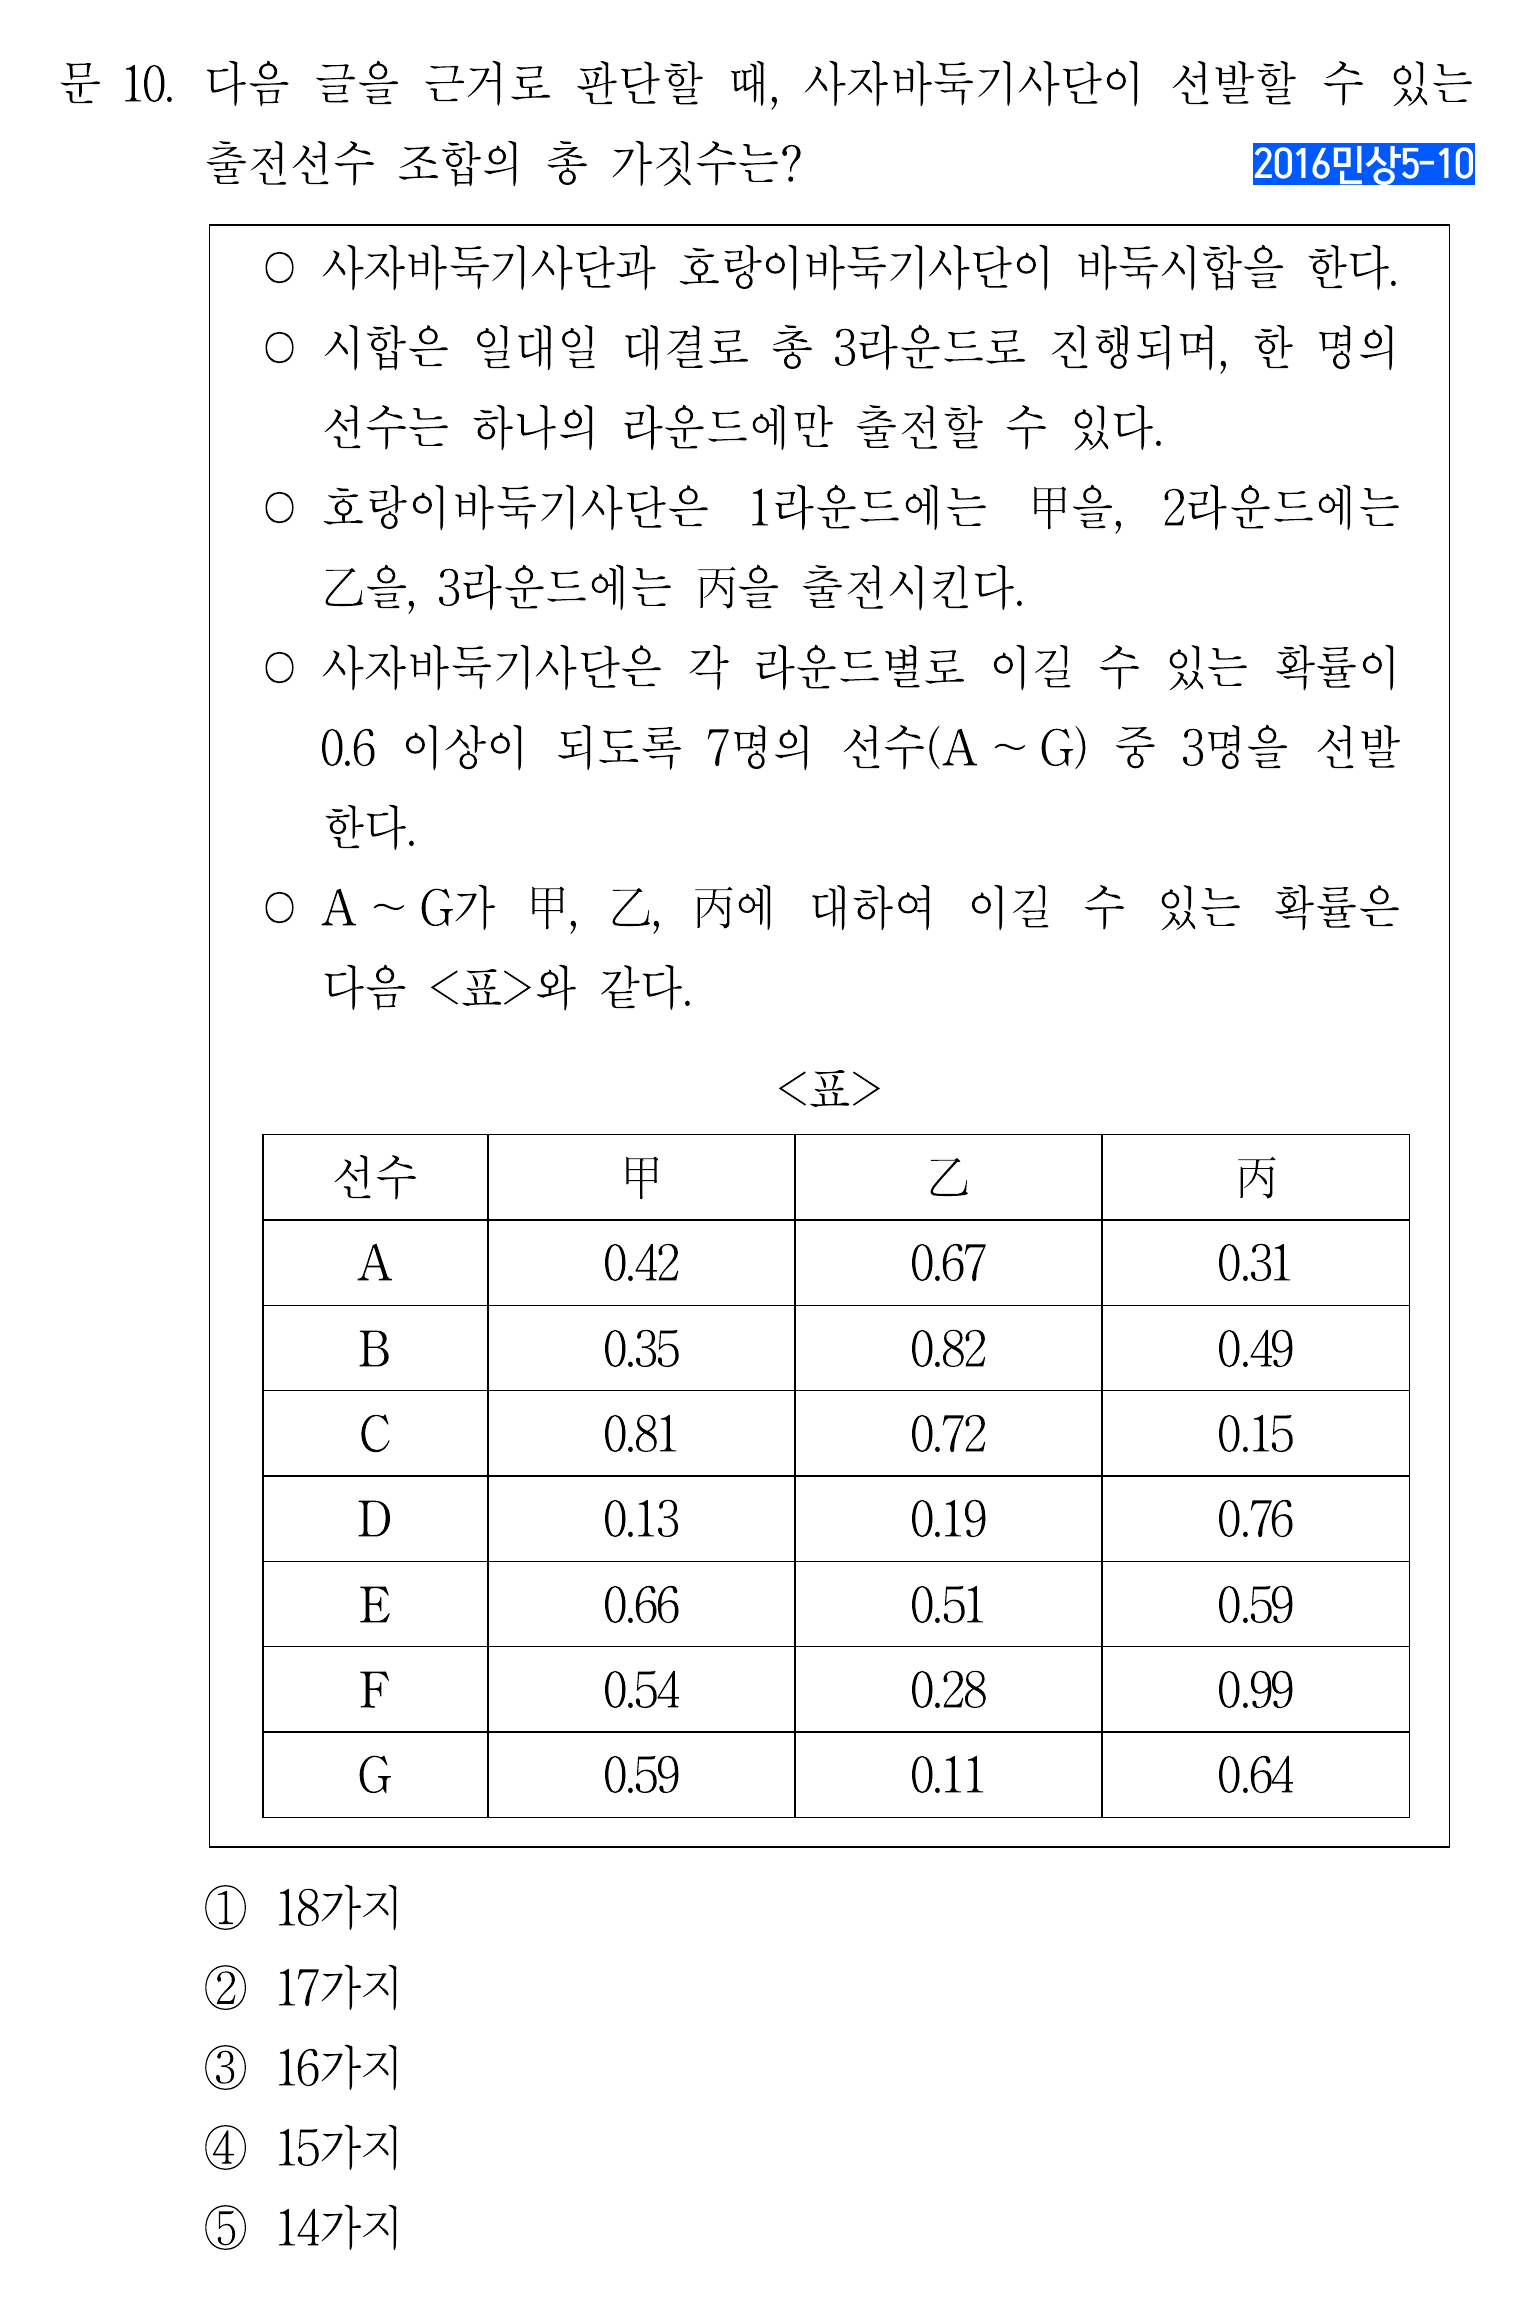 문 10. 다음 글을 근거로 판단할 때, 사자바둑기사단이 선발할 수 있는
출전선수 조합의 총 가짓수는?
2016민상5-10
○ 사자바둑기사단과 호랑이바둑기사단이 바둑시합을 한다.
○ 시합은 일대일 대결로 총 3라운드로 진행되며, 한 명의
선수는 하나의 라운드에만 출전할 수 있다.
○ 호랑이바둑기사단은 1라운드에는 甲을, 2라운드에는
乙을, 3라운드에는 丙을 출전시킨다.
○ 사자바둑기사단은 각 라운드별로 이길 수 있는 확률이
0.6 이상이 되도록 7명의 선수(A ~ G) 중 3명을 선발
한다.
○ A ~ G가 甲, 乙, 丙에 대하여 이길 수 있는 확률은
다음 <표>와 같다.
<표>
선수 甲 乙 丙
A 0.42 0.67 0.31
B 0.35 0.82 0.49
C 0.81 0.72 0.15
D 0.13 0.19 0.76
E 0.66 0.51 0.59
F 0.54 0.28 0.99
G 0.59 0.11 0.64
① 18가지
② 17가지
③ 16가지
④ 15가지
⑤ 14가지